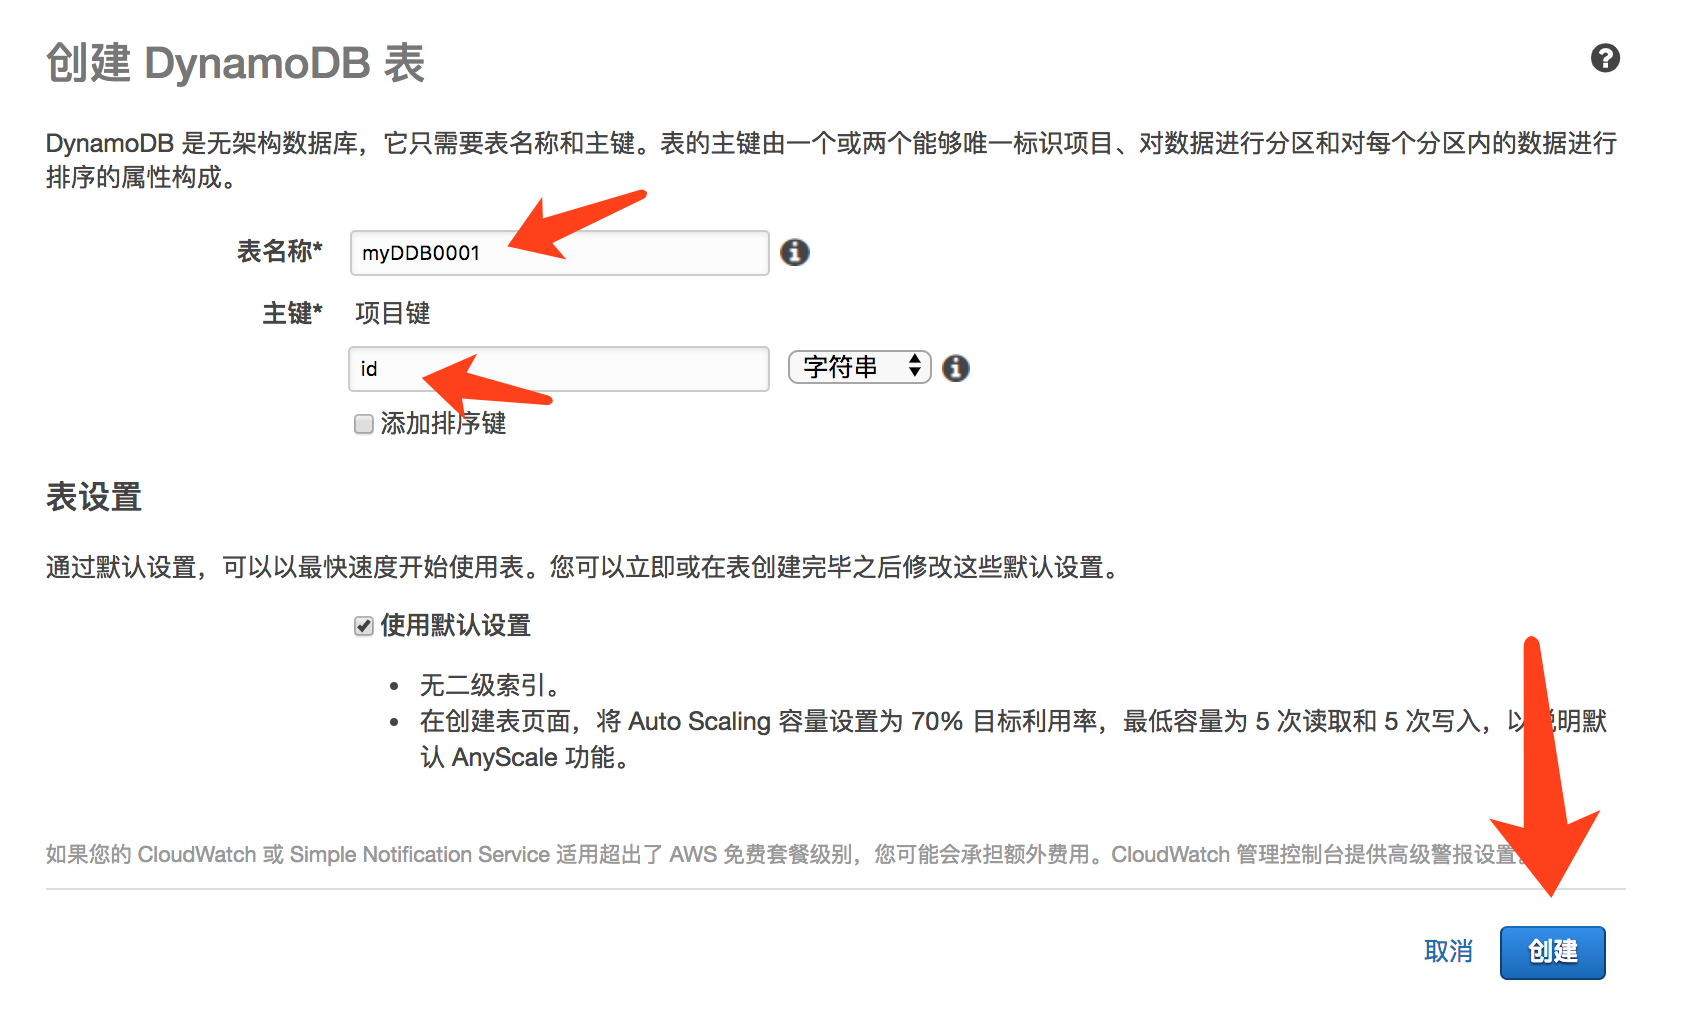 创建 DynamoDB 表
DynamoDB 是无架构数据库，它只需要表名称和主键。表的主键由一个或两个能够唯一标识项目、对数据进行分区和对每个分区内的数据进行
排序的属性构成。
表名称* myDDB0001
主键* 项目键
id 字符串
添加排序键
表设置
通过默认设置，可以以最快速度开始使用表。您可以立即或在表创建完毕之后修改这些默认设置。
使用默认设置
• 无二级索引。
• 在创建表页面，将 Auto Scaling 容量设置为 70% 目标利用率，最低容量为 5 次读取和 5 次写入，以说明默
认 AnyScale 功能。
如果您的 CloudWatch 或 Simple Notification Service 适用超出了 AWS 免费套餐级别，您可能会承担额外费用。CloudWatch 管理控制台提供高级警报设置。
取消 创建